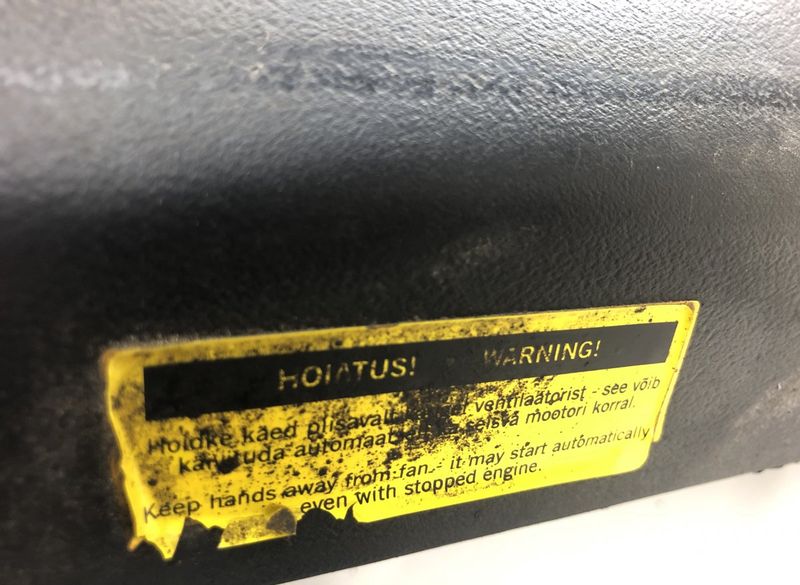 HOIATUS! WARNING!
Hoidke käed piisavalt ventilaatorist - see võib
käivituda seisva mootori korral.
Keep hands away from fan - it may start automatically
even with stopped engine.